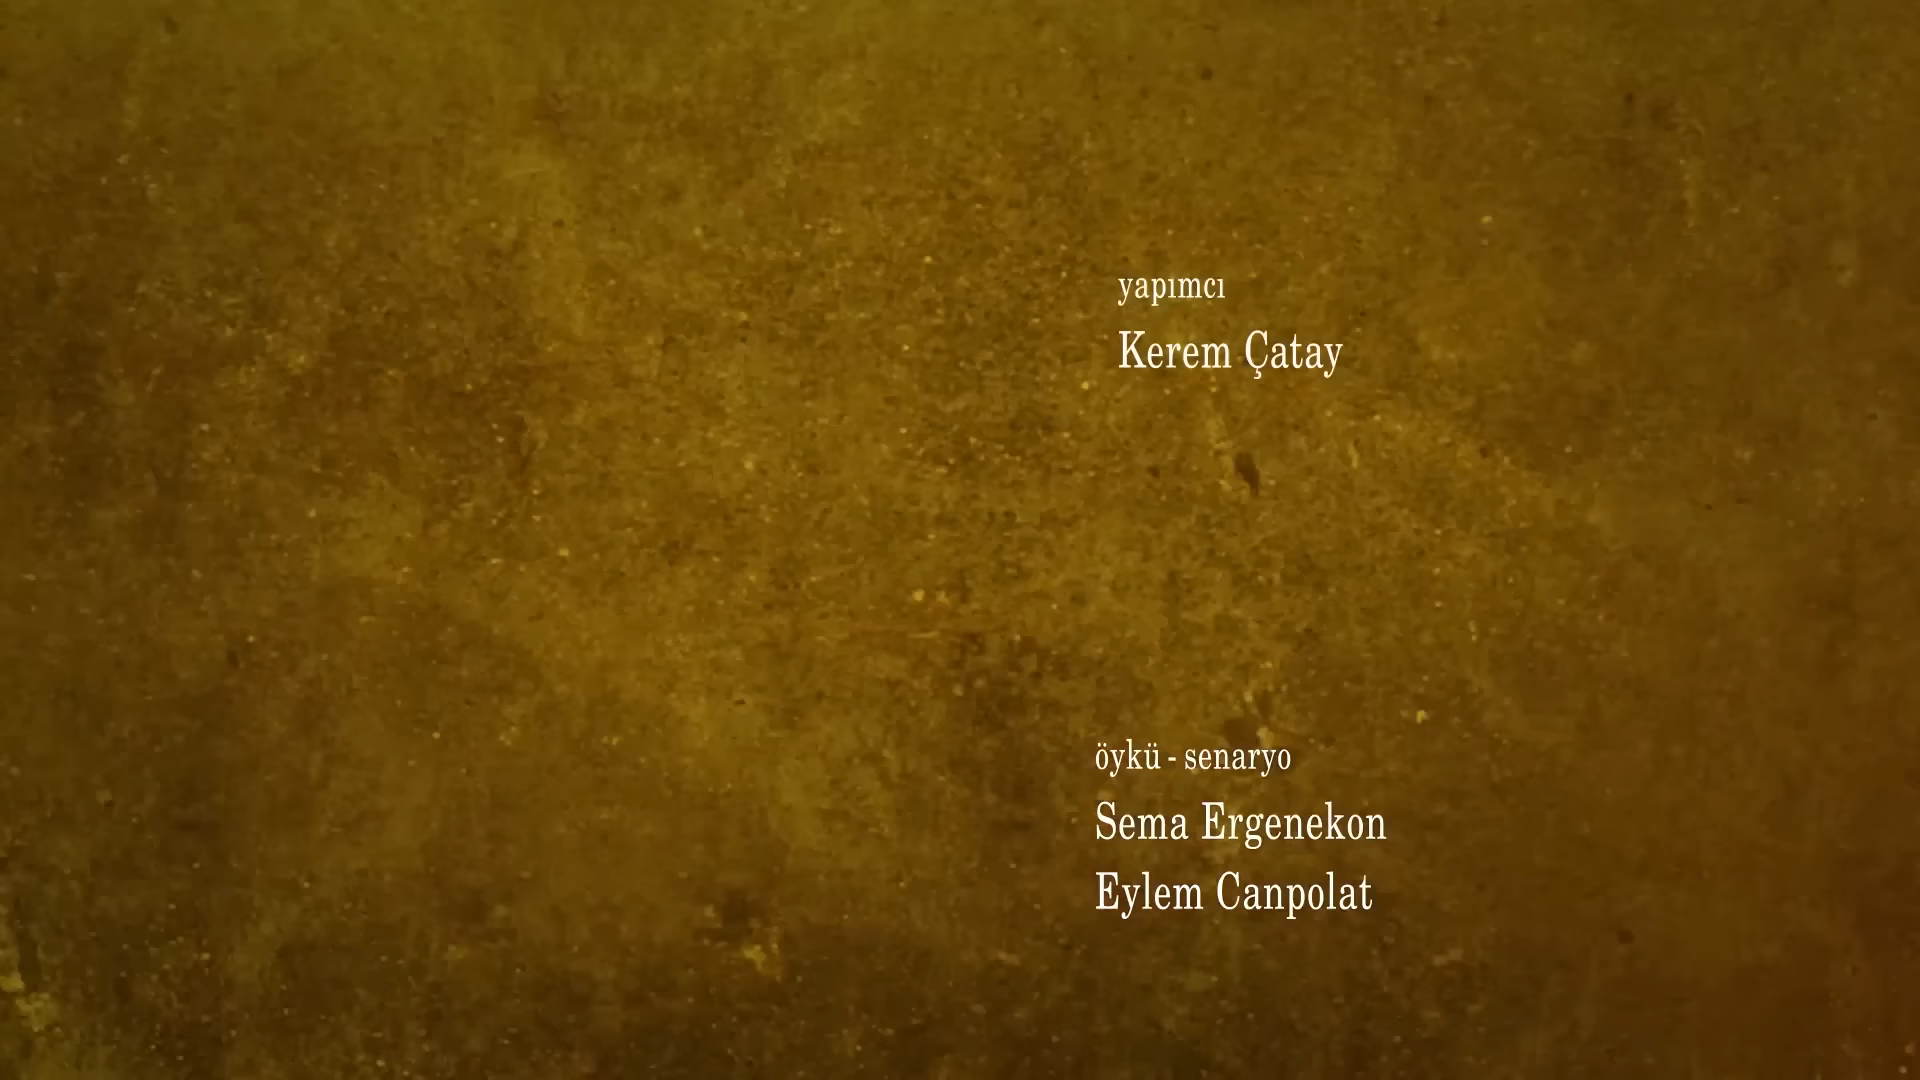 yapımcı
Kerem Çatay
öykü - senaryo
Sema Ergenekon
Eylem Canpolat